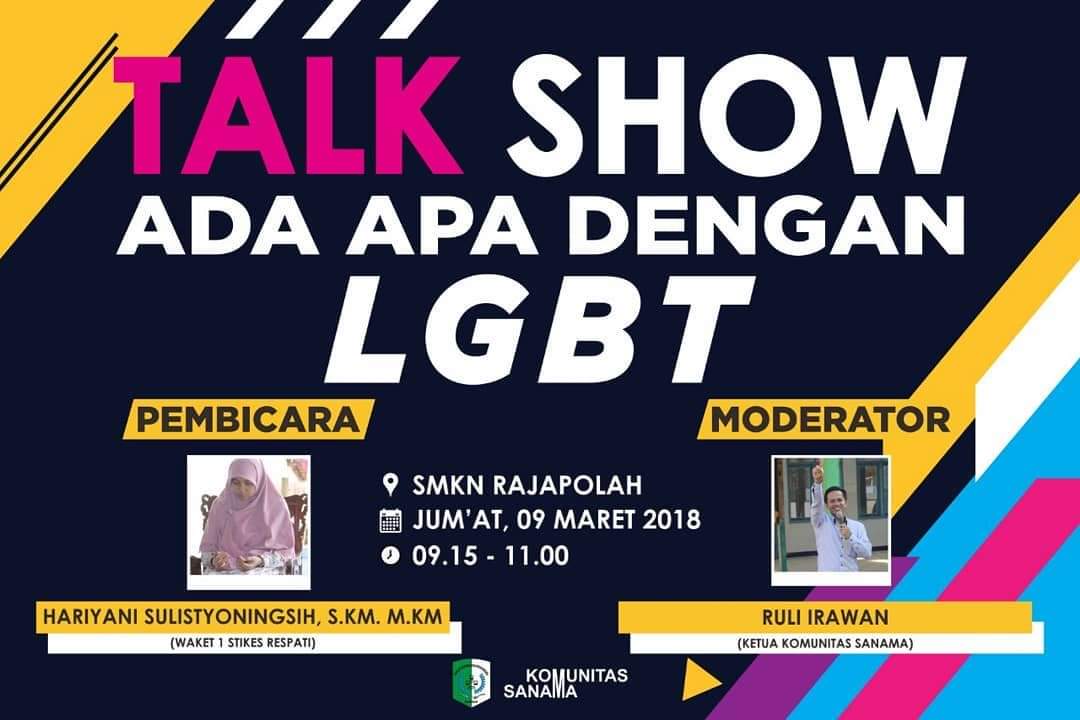 TALK SHOW
ADA APA DENGAN
LGBT
PEMBICARA
MODERATOR
SMKN RAJAPOLAH
JUM'AT, 09 MARET 2018
09.15 - 11.00
HARIYANI SULISTYONINGSIH, S.KM. M.KM
(WAKET 1 STIKES RESPATI)
RULI IRAWAN
(KETUA KOMUNITAS SANAMA)
KOMUNITAS
SANAMA